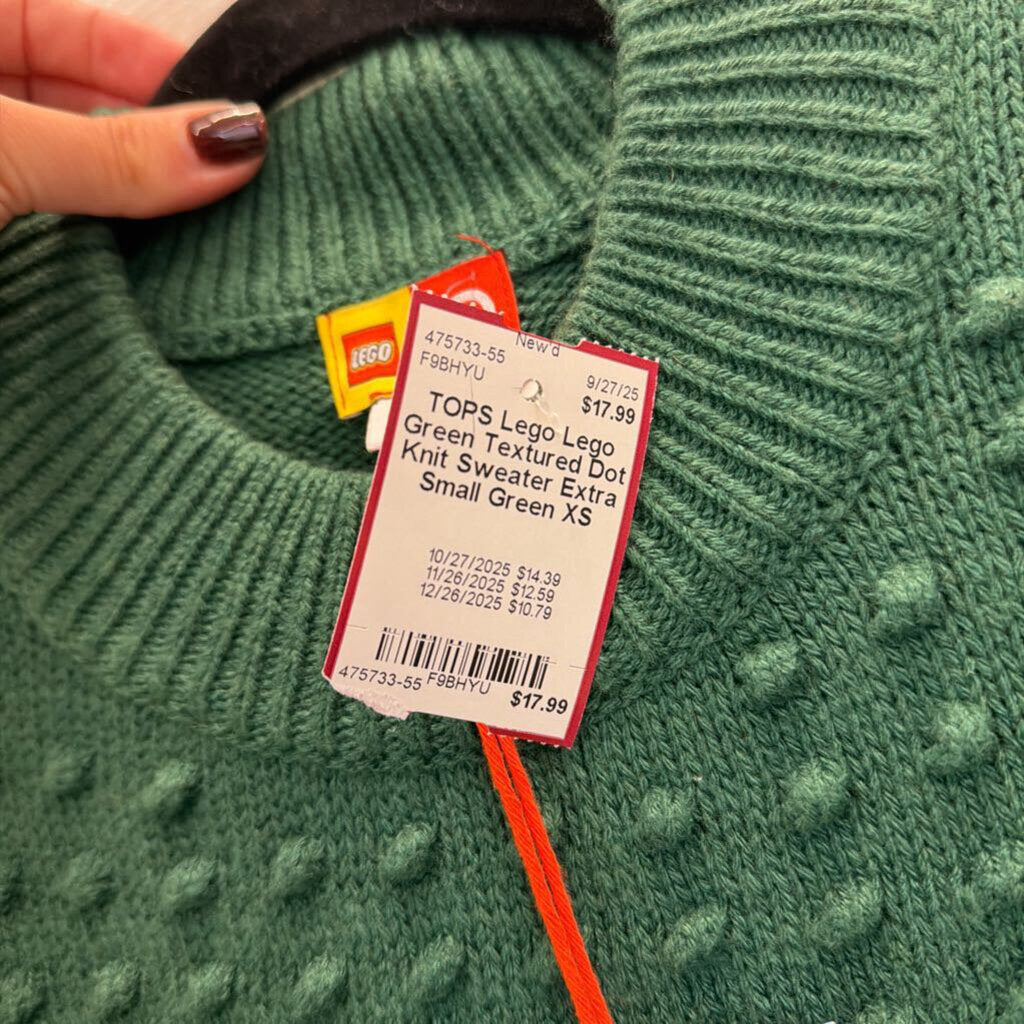 LEGO
475733-55
New'd
F9BHYU
9/27/25
$17.99
TOPS Lego Lego
Green Textured Dot
Knit Sweater Extra
Small Green XS
10/27/2025 $14.39
11/26/2025 $12.59
12/26/2025 $10.79
475733-55 F9BHYU $17.99